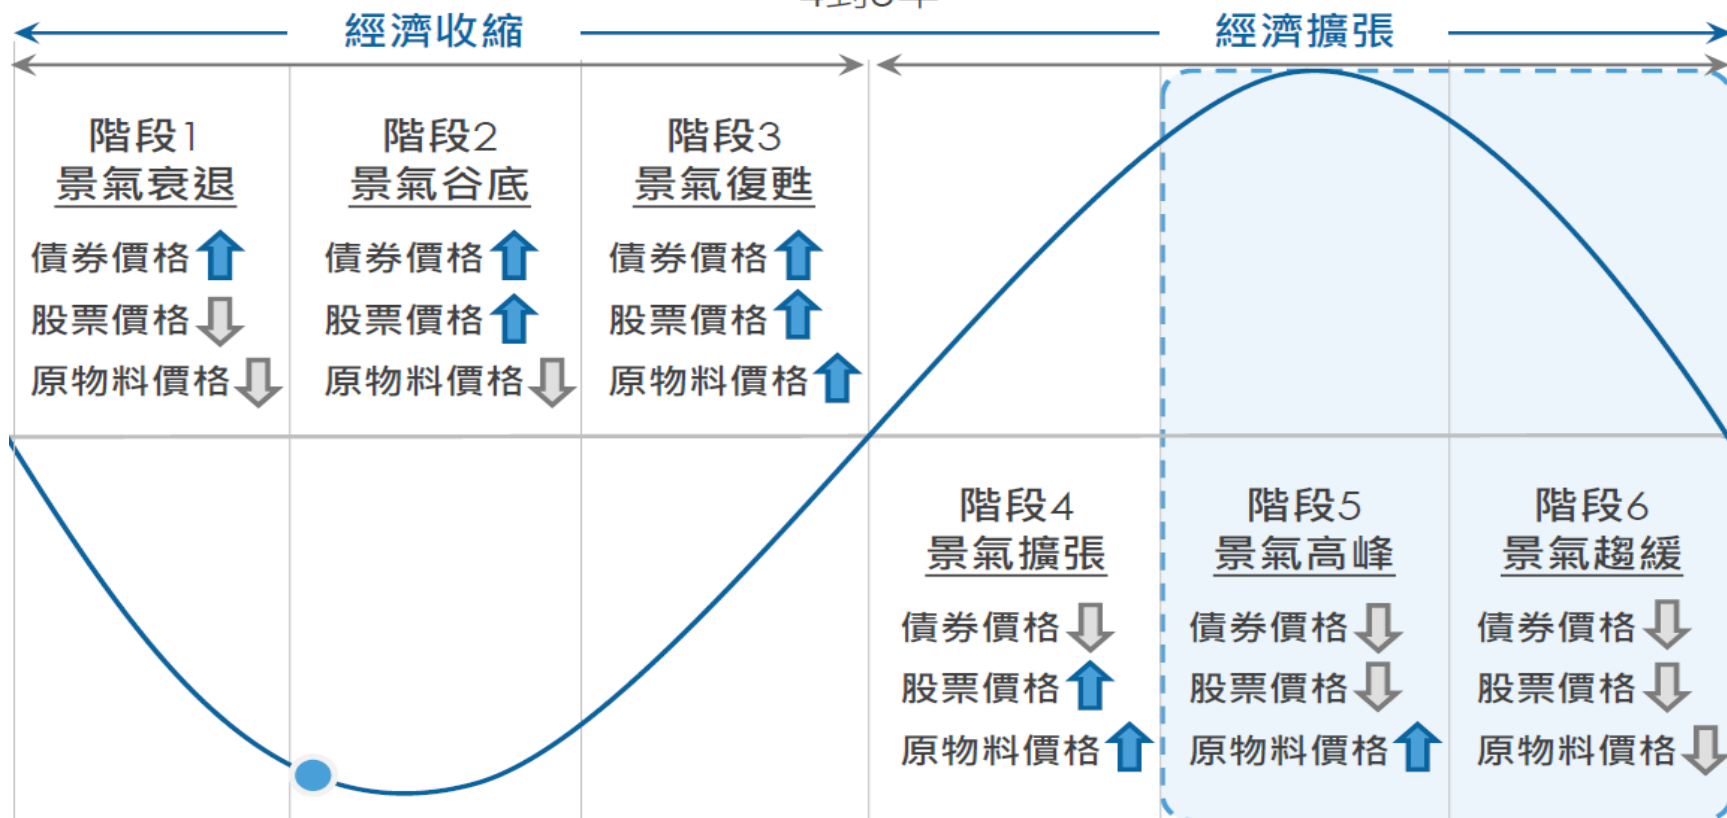 經濟收縮
經濟擴張
階段1
景氣衰退
債券價格
股票價格
原物料價格
階段2
景氣谷底
債券價格
股票價格
原物料價格
階段3
景氣復甦
債券價格
股票價格
原物料價格
階段4
景氣擴張
債券價格
股票價格
原物料價格
階段5
景氣高峰
債券價格
股票價格
原物料價格
階段6
景氣趨緩
債券價格
股票價格
原物料價格